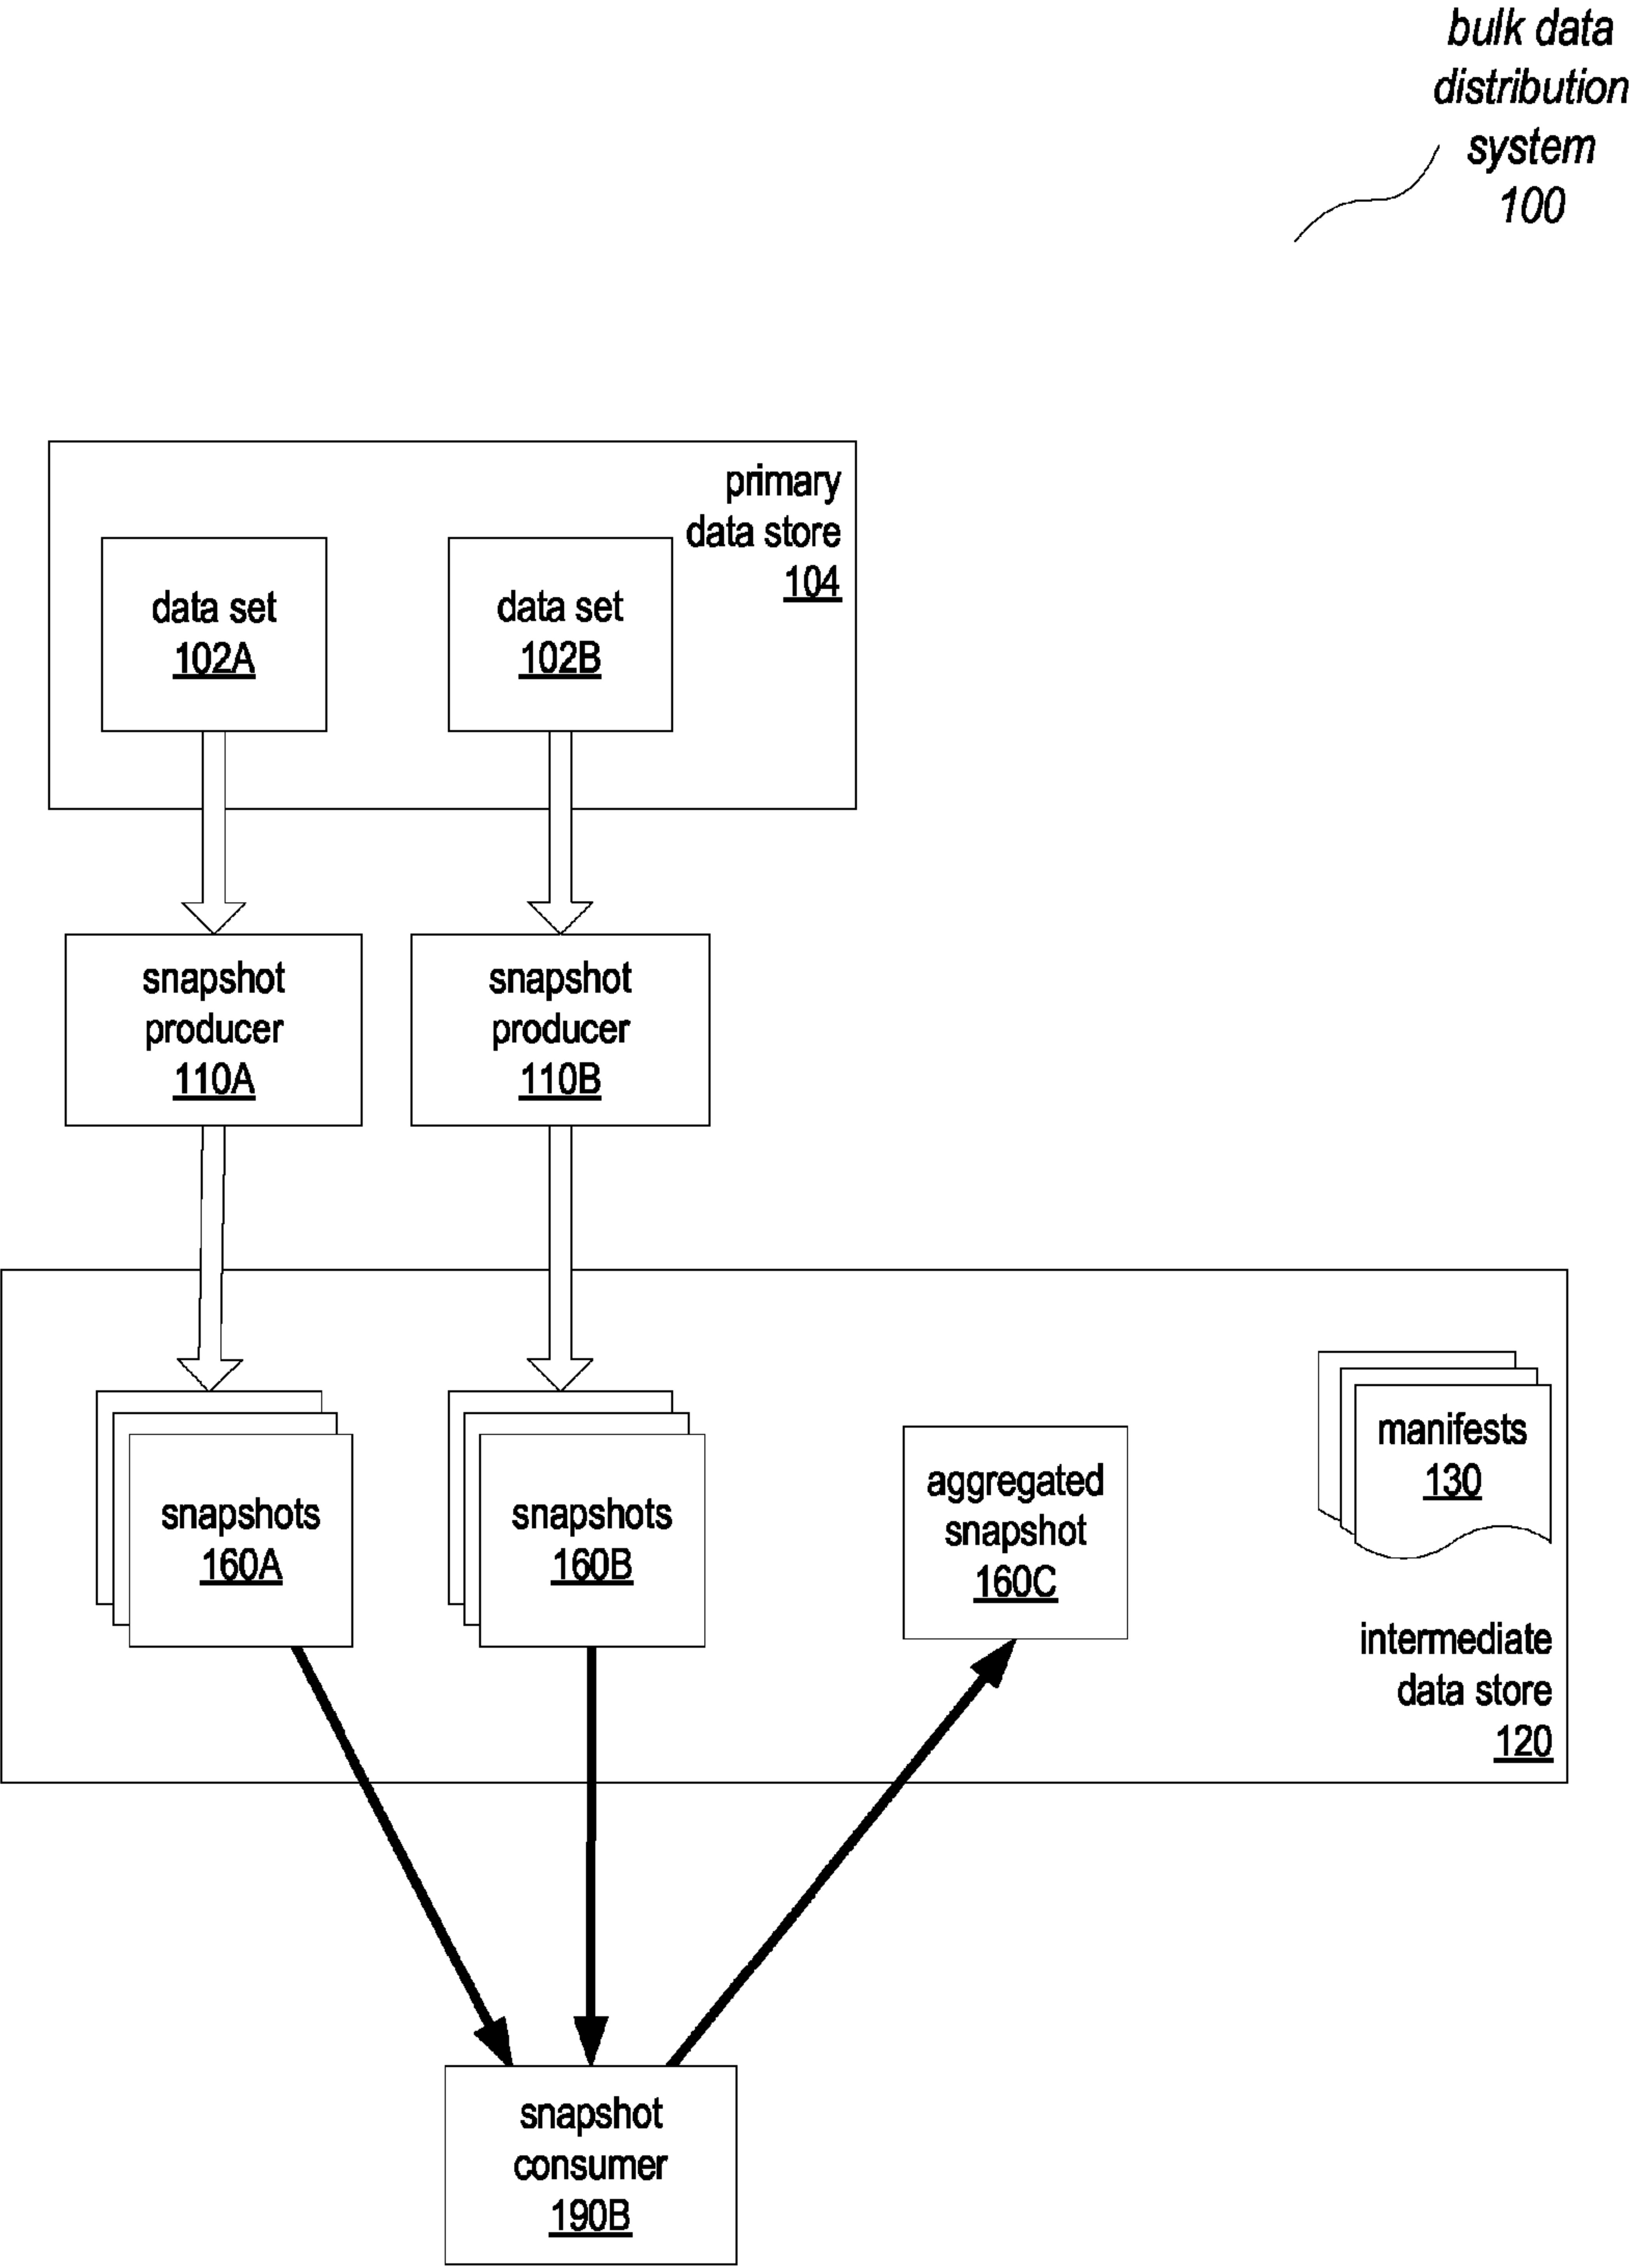 bulk data
distribution
system
100
primary
data store
104
data set
102A
data set
102B
snapshot
producer
110A
snapshot
producer
110B
snapshots
160A
snapshots
160B
aggregated
snapshot
160C
manifests
130
intermediate
data store
120
snapshot
consumer
190B